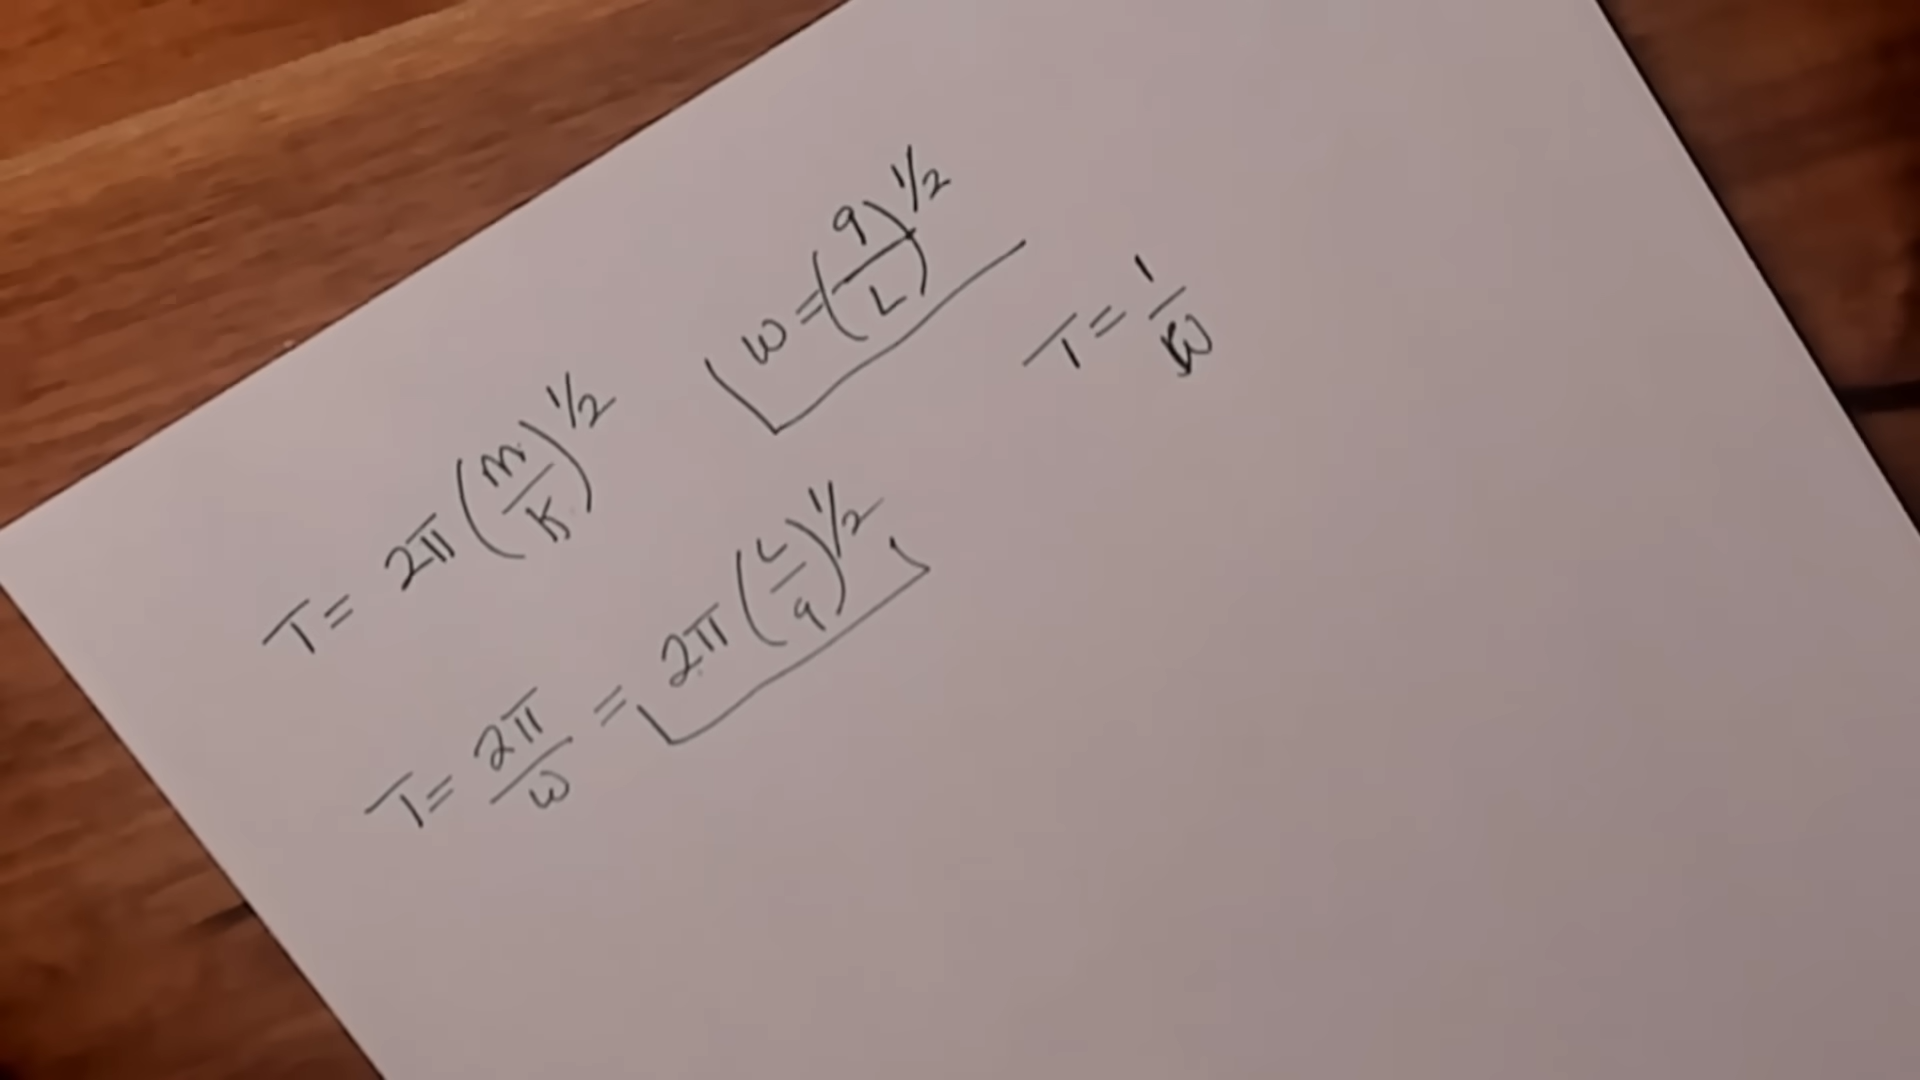 T = 2π (m/K)^1/2
w = (g/L)^1/2
T = 1/w
T = 2π/w = 2π (L/g)^1/2